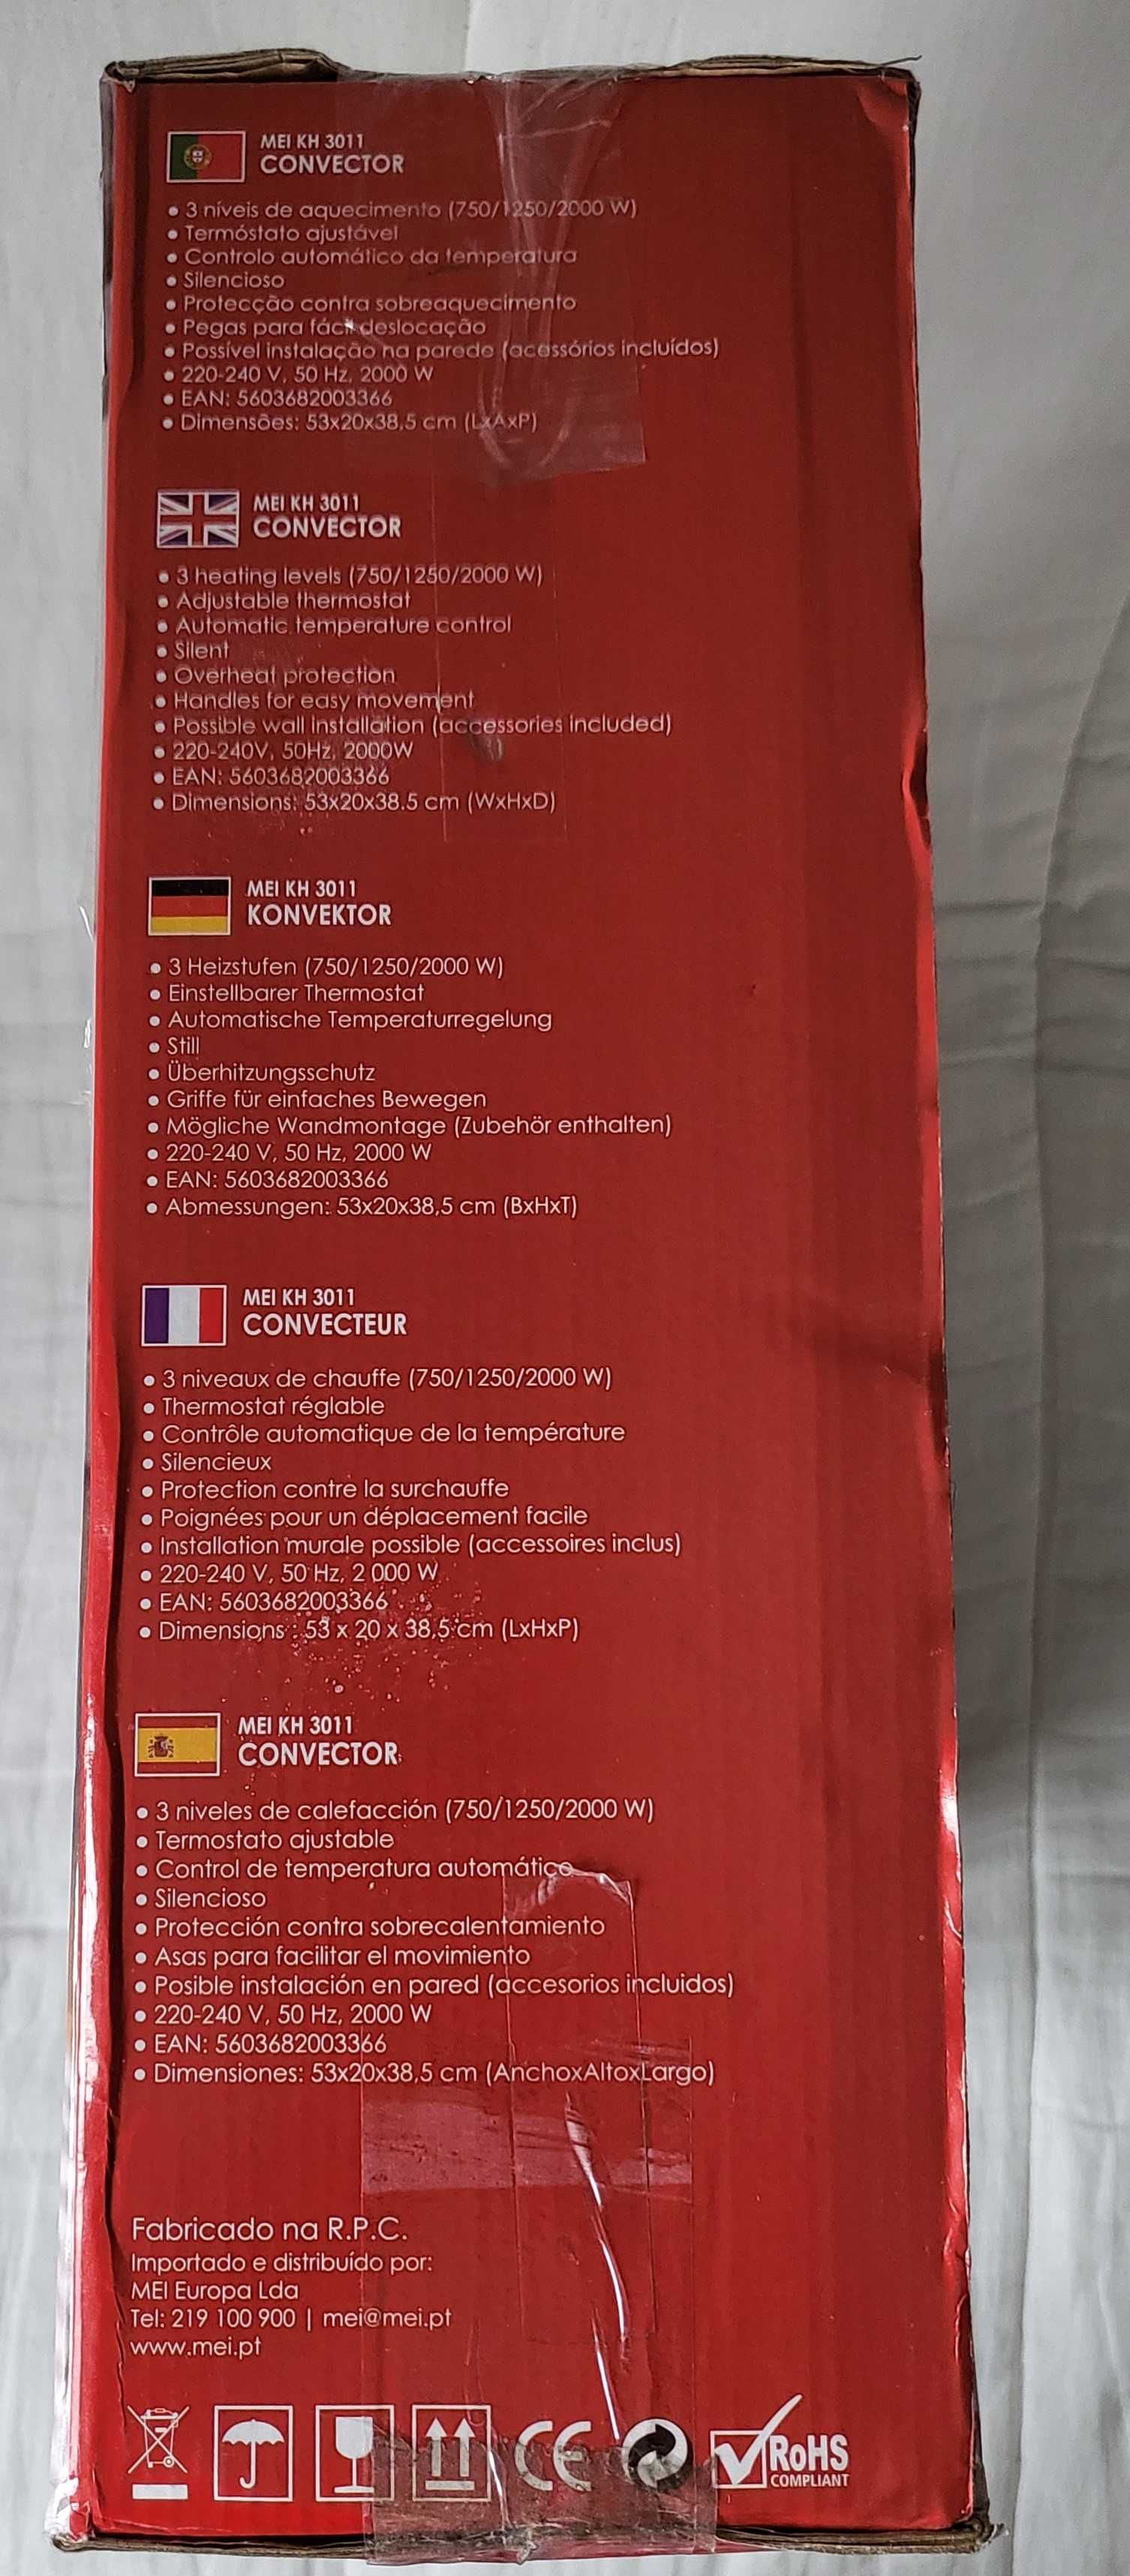 MEI KH 3011
CONVECTOR
• 3 níveis de aquecimento (750/1250/2000 W)
• Termóstato ajustável
• Controlo automático da temperatura
• Silencioso
• Protecção contra sobreaquecimento
• Pegas para fácil deslocação
• Possível instalação na parede (acessórios incluídos)
• 220-240 V, 50 Hz, 2000 W
• EAN: 5603682003366
• Dimensões: 53x20x38,5 cm (LxAxP)
MEI KH 3011
CONVECTOR
• 3 heating levels (750/1250/2000 W)
• Adjustable thermostat
• Automatic temperature control
• Silent
• Overheat protection
• Handles for easy movement
• Possible wall installation (accessories included)
• 220-240V, 50Hz, 2000W
• EAN: 5603682003366
• Dimensions: 53x20x38.5 cm (WxHxD)
MEI KH 3011
KONVEKTOR
• 3 Heizstufen (750/1250/2000 W)
• Einstellbarer Thermostat
• Automatische Temperaturregelung
• Still
• Überhitzungsschutz
• Griffe für einfaches Bewegen
• Mögliche Wandmontage (Zubehör enthalten)
• 220-240 V, 50 Hz, 2000 W
• EAN: 5603682003366
• Abmessungen: 53x20x38,5 cm (BxHxT)
MEI KH 3011
CONVECTEUR
• 3 niveaux de chauffe (750/1250/2000 W)
• Thermostat réglable
• Contrôle automatique de la température
• Silencieux
• Protection contre la surchauffe
• Poignées pour un déplacement facile
• Installation murale possible (accessoires inclus)
• 220-240 V, 50 Hz, 2 000 W
• EAN: 5603682003366
• Dimensions : 53 x 20 x 38,5 cm (LxHxP)
MEI KH 3011
CONVECTOR
• 3 niveles de calefacción (750/1250/2000 W)
• Termostato ajustable
• Control de temperatura automático
• Silencioso
• Protección contra sobrecalentamiento
• Asas para facilitar el movimiento
• Posible instalación en pared (accesorios incluidos)
• 220-240 V, 50 Hz, 2000 W
• EAN: 5603682003366
• Dimensiones: 53x20x38,5 cm (AnchoxAltoxLargo)
Fabricado na R.P.C.
Importado e distribuído por:
MEI Europa Lda
Tel: 219 100 900 | mei@mei.pt
www.mei.pt
CE
RoHS
COMPLIANT